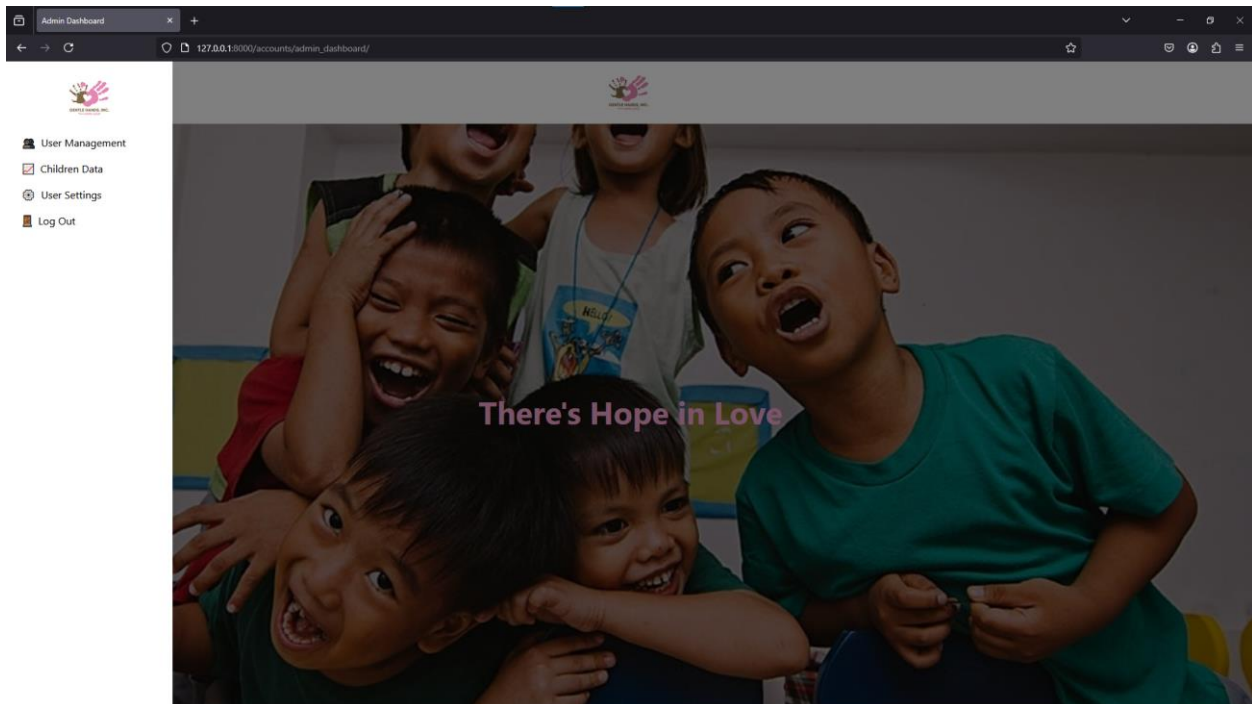 Admin Dashboard
127.0.0.1:8000/accounts/admin_dashboard/
User Management
Children Data
User Settings
Log Out
HELLO!
There's Hope in Love